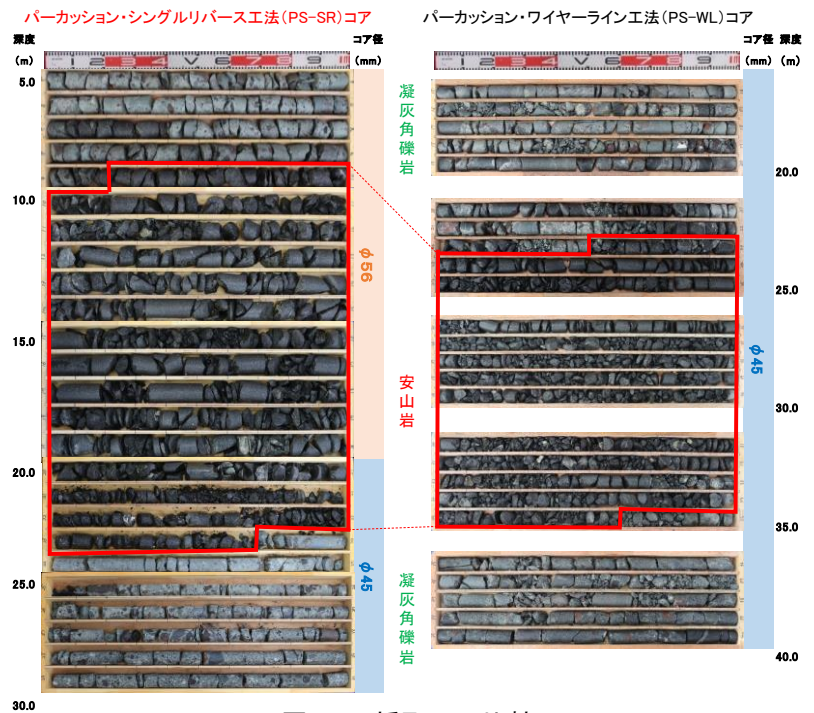 パーカッション・シングルリバース工法(PS-SR)コア
パーカッション・ワイヤーライン工法(PS-WL)コア
深度
(m)
コア径
(mm)
コア径
(mm)
深度
(m)
5.0
10.0
15.0
20.0
25.0
30.0
φ56
φ45
凝灰角礫岩
安山岩
凝灰角礫岩
φ45
20.0
25.0
30.0
35.0
40.0